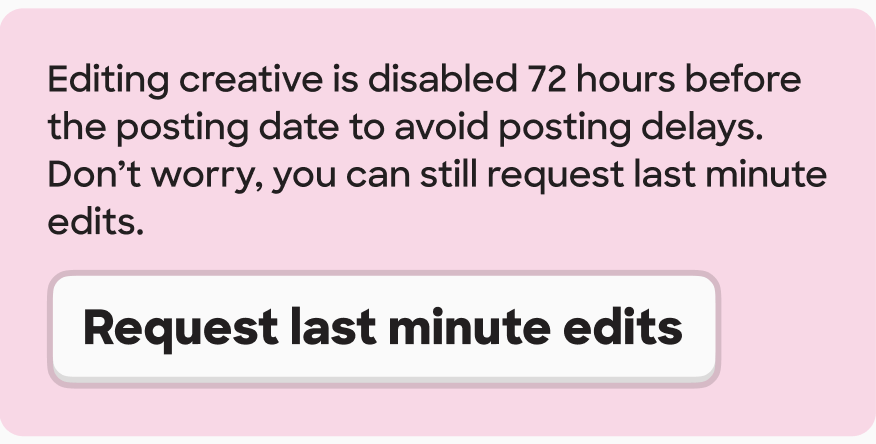 Editing creative is disabled 72 hours before
the posting date to avoid posting delays.
Don’t worry, you can still request last minute
edits.
Request last minute edits